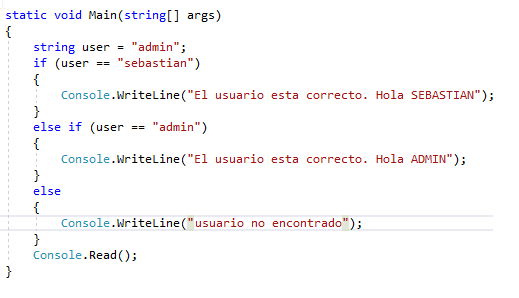 static void Main(string[] args)
{
    string user = "admin";
    if (user == "sebastian")
    {
        Console.WriteLine("El usuario esta correcto. Hola SEBASTIAN");
    }
    else if (user == "admin")
    {
        Console.WriteLine("El usuario esta correcto. Hola ADMIN");
    }
    else
    {
        Console.WriteLine("usuario no encontrado");
    }
    Console.Read();
}